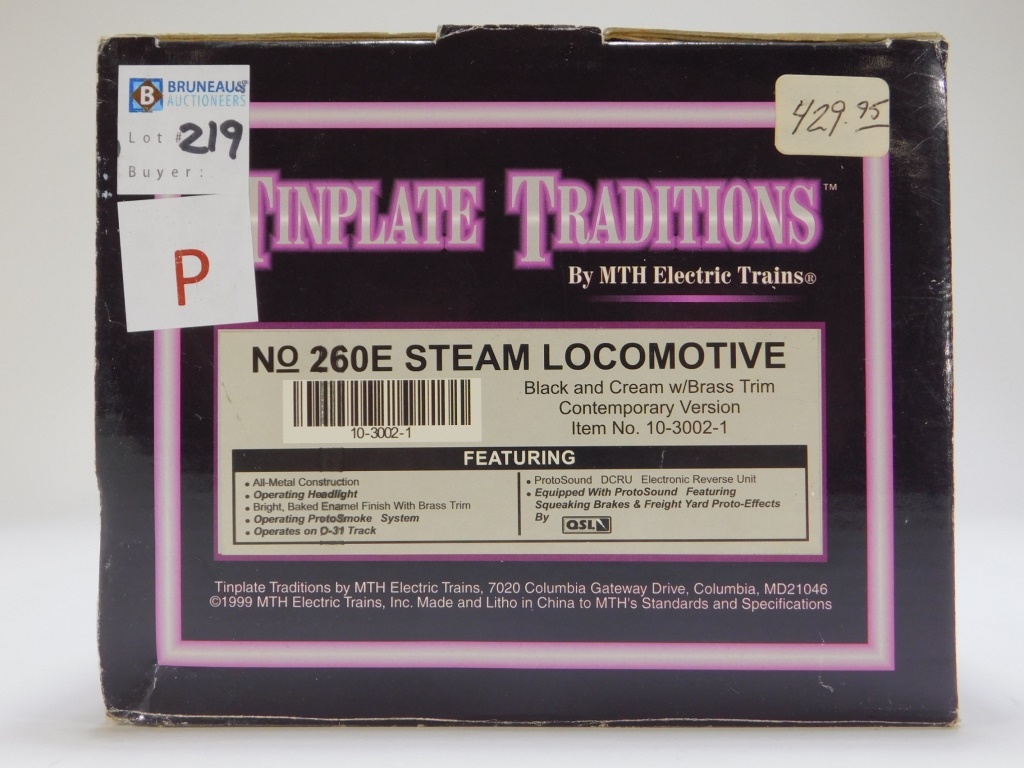 BRUNEAU &
AUCTIONEERS
Lot # 219
Buyer:
P
429.95
TINPLATE TRADITIONS™
By MTH Electric Trains®
No 260E STEAM LOCOMOTIVE
10-3002-1
Black and Cream w/Brass Trim
Contemporary Version
Item No. 10-3002-1
FEATURING
• All-Metal Construction
• Operating Headlight
• Bright, Baked Enamel Finish With Brass Trim
• Operating ProtoSmoke System
• Operates on O-31 Track
• ProtoSound DCRU Electronic Reverse Unit
• Equipped With ProtoSound Featuring
Squeaking Brakes & Freight Yard Proto-Effects
By QSI
Tinplate Traditions by MTH Electric Trains, 7020 Columbia Gateway Drive, Columbia, MD21046
©1999 MTH Electric Trains, Inc. Made and Litho in China to MTH's Standards and Specifications